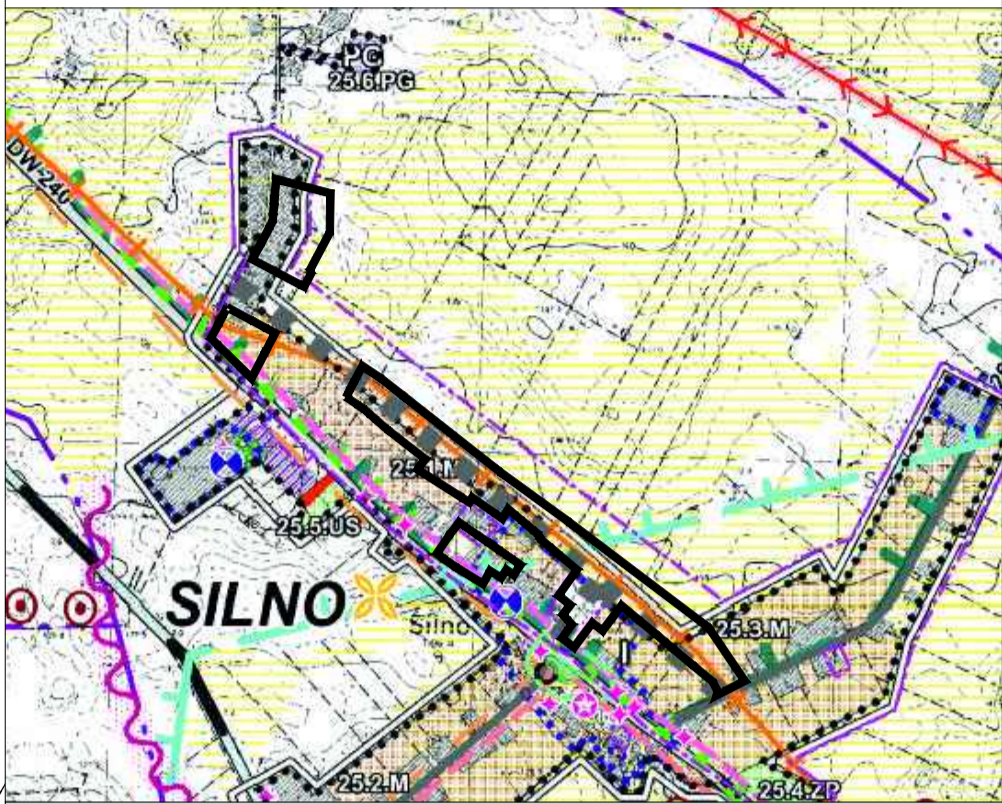 PG
25.6.PG
DW-240
25.1.M
25.5.US
SILNO
Silno
25.3.M
I
25.2.M
25.4.ZP